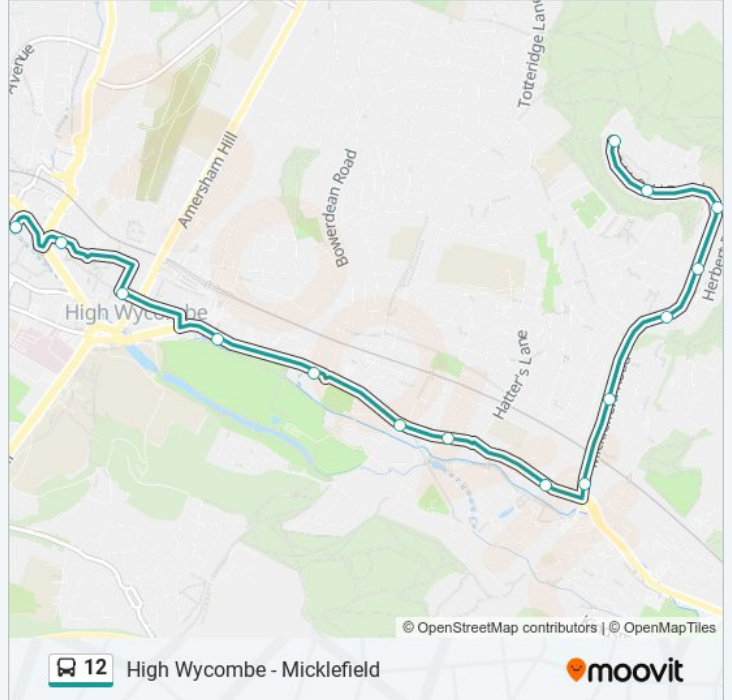 Avenue
Totteridge Lane
Amersham Hill
Bowerdean Road
High Wycombe
Hatter's Lane
© OpenStreetMap contributors | © OpenMapTiles
12 High Wycombe - Micklefield
moovit